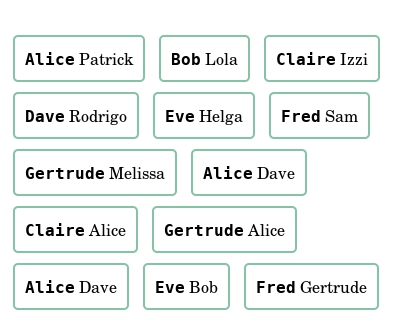 Alice Patrick Bob Lola Claire Izzi
Dave Rodrigo Eve Helga Fred Sam
Gertrude Melissa Alice Dave
Claire Alice Gertrude Alice
Alice Dave Eve Bob Fred Gertrude